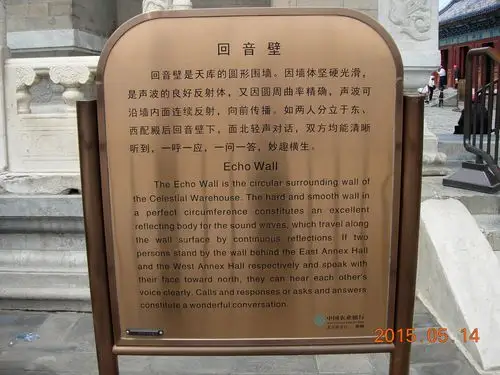 回音壁
回音壁是天库的圆形围墙。因墙体坚硬光滑,
是声波的良好反射体,又因圆周曲率精确,声波可
沿墙内面连续反射,向前传播。如两人分立于东、
西配殿后回音壁下,面北轻声对话,双方均能清晰
听到,一呼一应,一问一答,妙趣横生。
Echo Wall
The Echo Wall is the circular surrounding wall of
the Celestial Warehouse. The hard and smooth wall in
a perfect circumference constitutes an excellent
reflecting body for the sound waves, which travel along
the wall surface by continuous reflections. If two
persons stand by the wall behind the East Annex Hall
and the West Annex Hall respectively and speak with
their face toward north, they can hear each other's
voice clearly. Calls and responses or asks and answers
constitute a wonderful conversation.
中国农业银行
2015.05.14